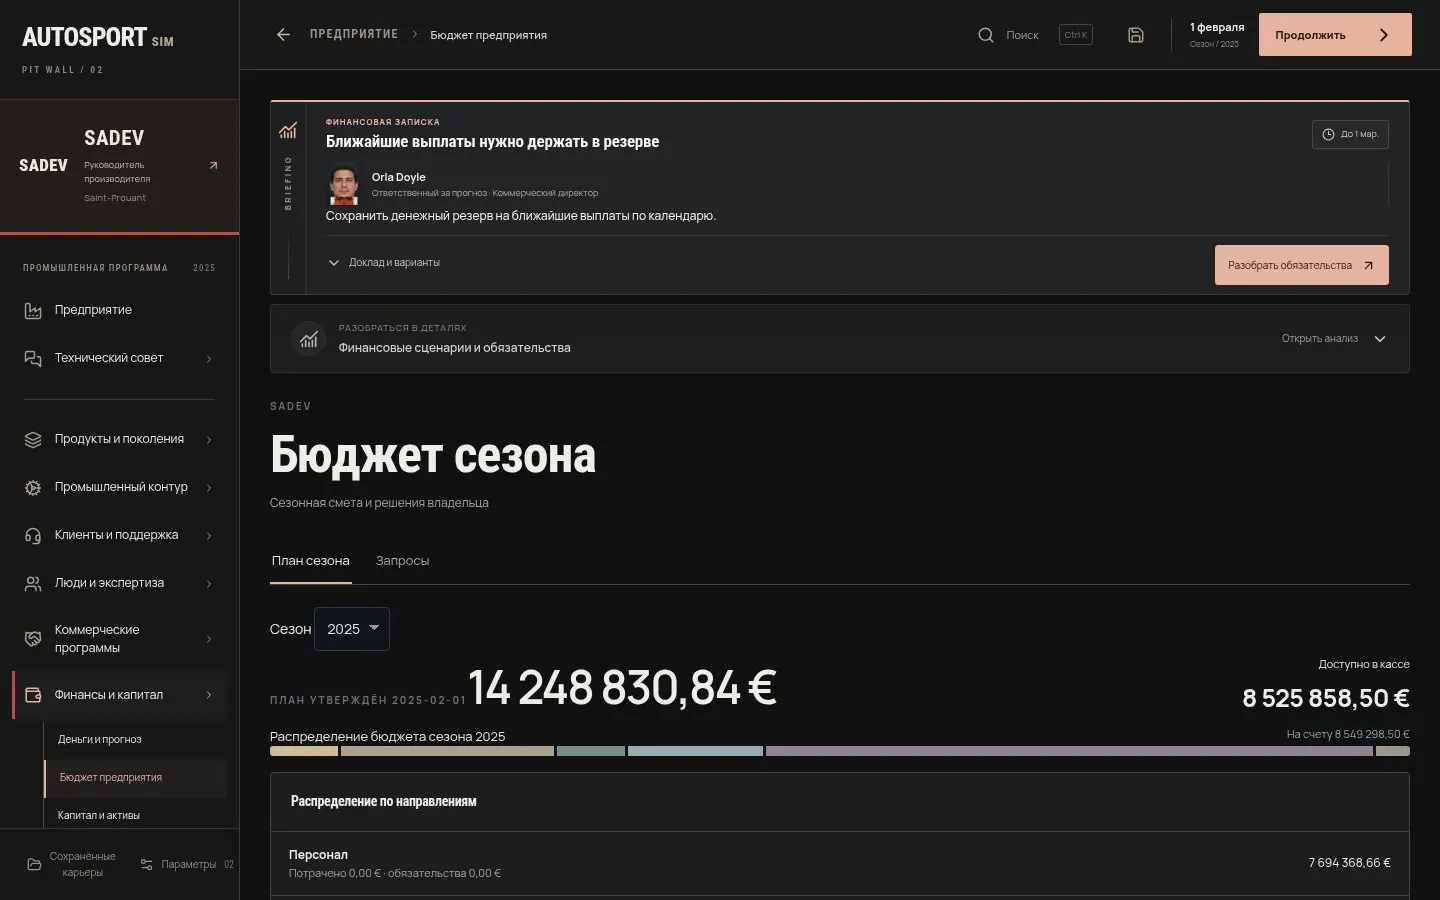 AUTOSPORT SIM
PIT WALL / 02
SADEV
SADEV
Руководитель
производителя
Saint-Prouant
ПРОМЫШЛЕННАЯ ПРОГРАММА 2025
Предприятие
Технический совет
Продукты и поколения
Промышленный контур
Клиенты и поддержка
Люди и экспертиза
Коммерческие
программы
Финансы и капитал
Деньги и прогноз
Бюджет предприятия
Капитал и активы
Сохранённые
карьеры
Параметры 02
ПРЕДПРИЯТИЕ > Бюджет предприятия
Поиск Ctrl K
1 февраля
Сезон / 2025
Продолжить
BRIEFING
ФИНАНСОВАЯ ЗАПИСКА
Ближайшие выплаты нужно держать в резерве
До 1 мар.
Orla Doyle
Ответственный за прогноз · Коммерческий директор
Сохранить денежный резерв на ближайшие выплаты по календарю.
Доклад и варианты
Разобрать обязательства
РАЗОБРАТЬСЯ В ДЕТАЛЯХ
Финансовые сценарии и обязательства
Открыть анализ
SADEV
Бюджет сезона
Сезонная смета и решения владельца
План сезона Запросы
Сезон 2025
ПЛАН УТВЕРЖДЁН 2025-02-01 14 248 830,84 €
Доступно в кассе
8 525 858,50 €
На счету 8 549 298,50 €
Распределение бюджета сезона 2025
Распределение по направлениям
Персонал
Потрачено 0,00 € · обязательства 0,00 €
7 694 368,66 €